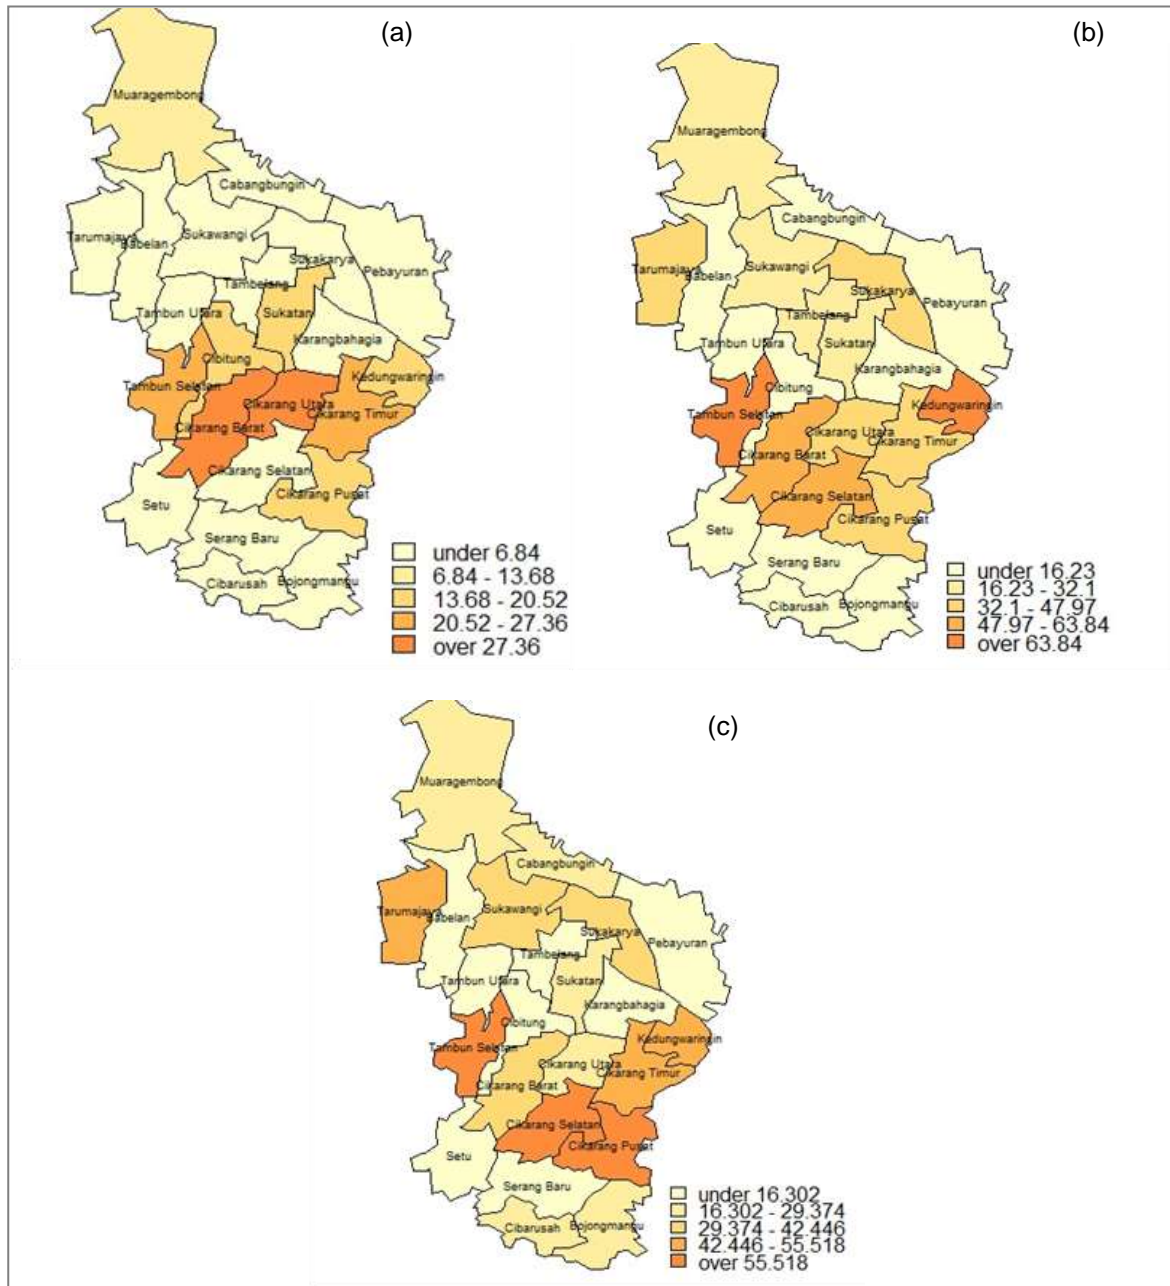 (a)
Muaragembong
Cabangbungin
Tarumajaya
Babelan
Sukawangi
Sukakarya
Pebayuran
Tambelang
Tambun Utara
Sukatan
Karangbahagia
Cibitung
Tambun Selatan
Kedungwaringin
Cikarang Utara
Cikarang Timur
Cikarang Barat
Cikarang Selatan
Cikarang Pusat
Setu
Serang Baru
Cibarusah
Bojongmangu
under 6.84
6.84 - 13.68
13.68 - 20.52
20.52 - 27.36
over 27.36
(b)
Muaragembong
Cabangbungin
Tarumajaya
Babelan
Sukawangi
Sukakarya
Pebayuran
Tambelang
Tambun Utara
Sukatan
Karangbahagia
Cibitung
Tambun Selatan
Kedungwaringin
Cikarang Utara
Cikarang Timur
Cikarang Barat
Cikarang Selatan
Cikarang Pusat
Setu
Serang Baru
Cibarusah
Bojongmangu
under 16.23
16.23 - 32.1
32.1 - 47.97
47.97 - 63.84
over 63.84
(c)
Muaragembong
Cabangbungin
Tarumajaya
Babelan
Sukawangi
Sukakarya
Pebayuran
Tambelang
Tambun Utara
Sukatan
Karangbahagia
Cibitung
Tambun Selatan
Kedungwaringin
Cikarang Utara
Cikarang Timur
Cikarang Barat
Cikarang Selatan
Cikarang Pusat
Setu
Serang Baru
Cibarusah
Bojongmangu
under 16.302
16.302 - 29.374
29.374 - 42.446
42.446 - 55.518
over 55.518